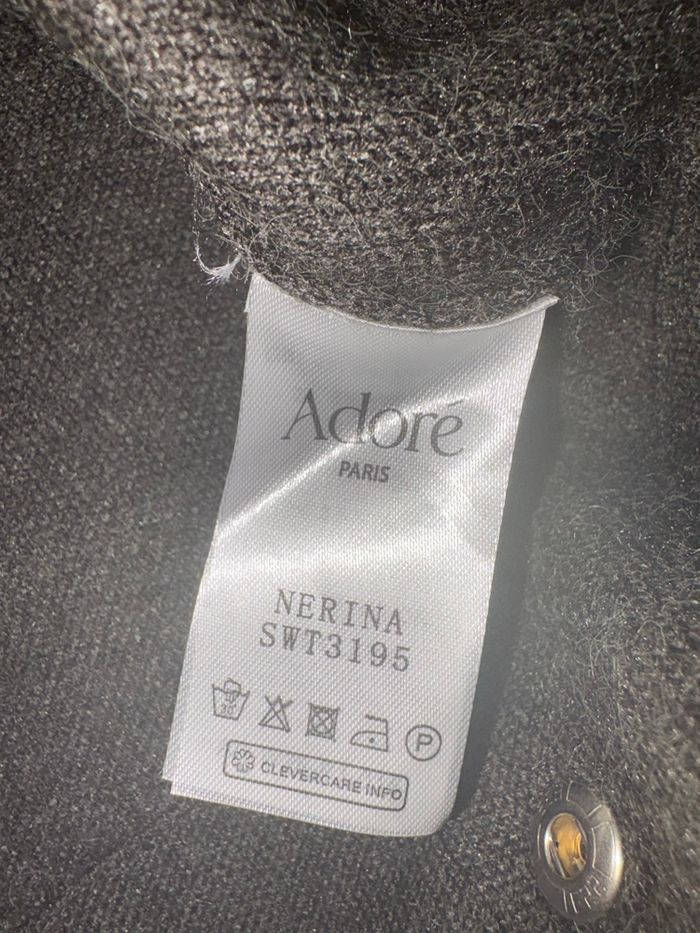 Adoré
PARIS
NERINA
SWT3195
P
CLEVERCARE INFO